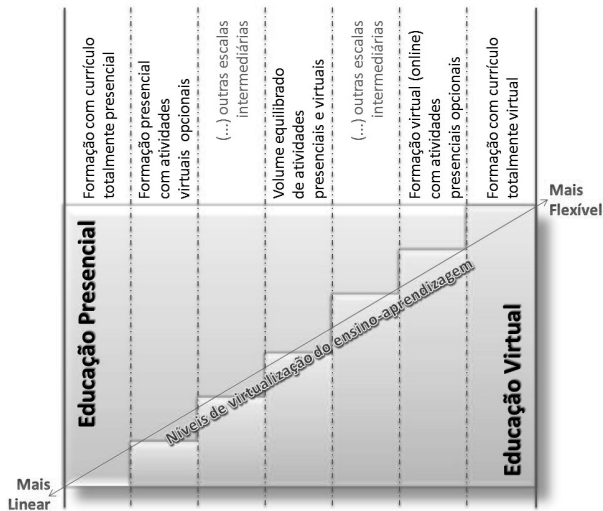 Formação com currículo
totalmente presencial
Formação presencial
com atividades
virtuais opcionais
(...) outras escalas
intermediárias
Volume equilibrado
de atividades
presenciais e virtuais
(...) outras escalas
intermediárias
Formação virtual (online)
com atividades
presenciais opcionais
Formação com currículo
totalmente virtual
Mais
Flexível
Educação Presencial
Níveis de virtualização do ensino-aprendizagem
Educação Virtual
Mais
Linear